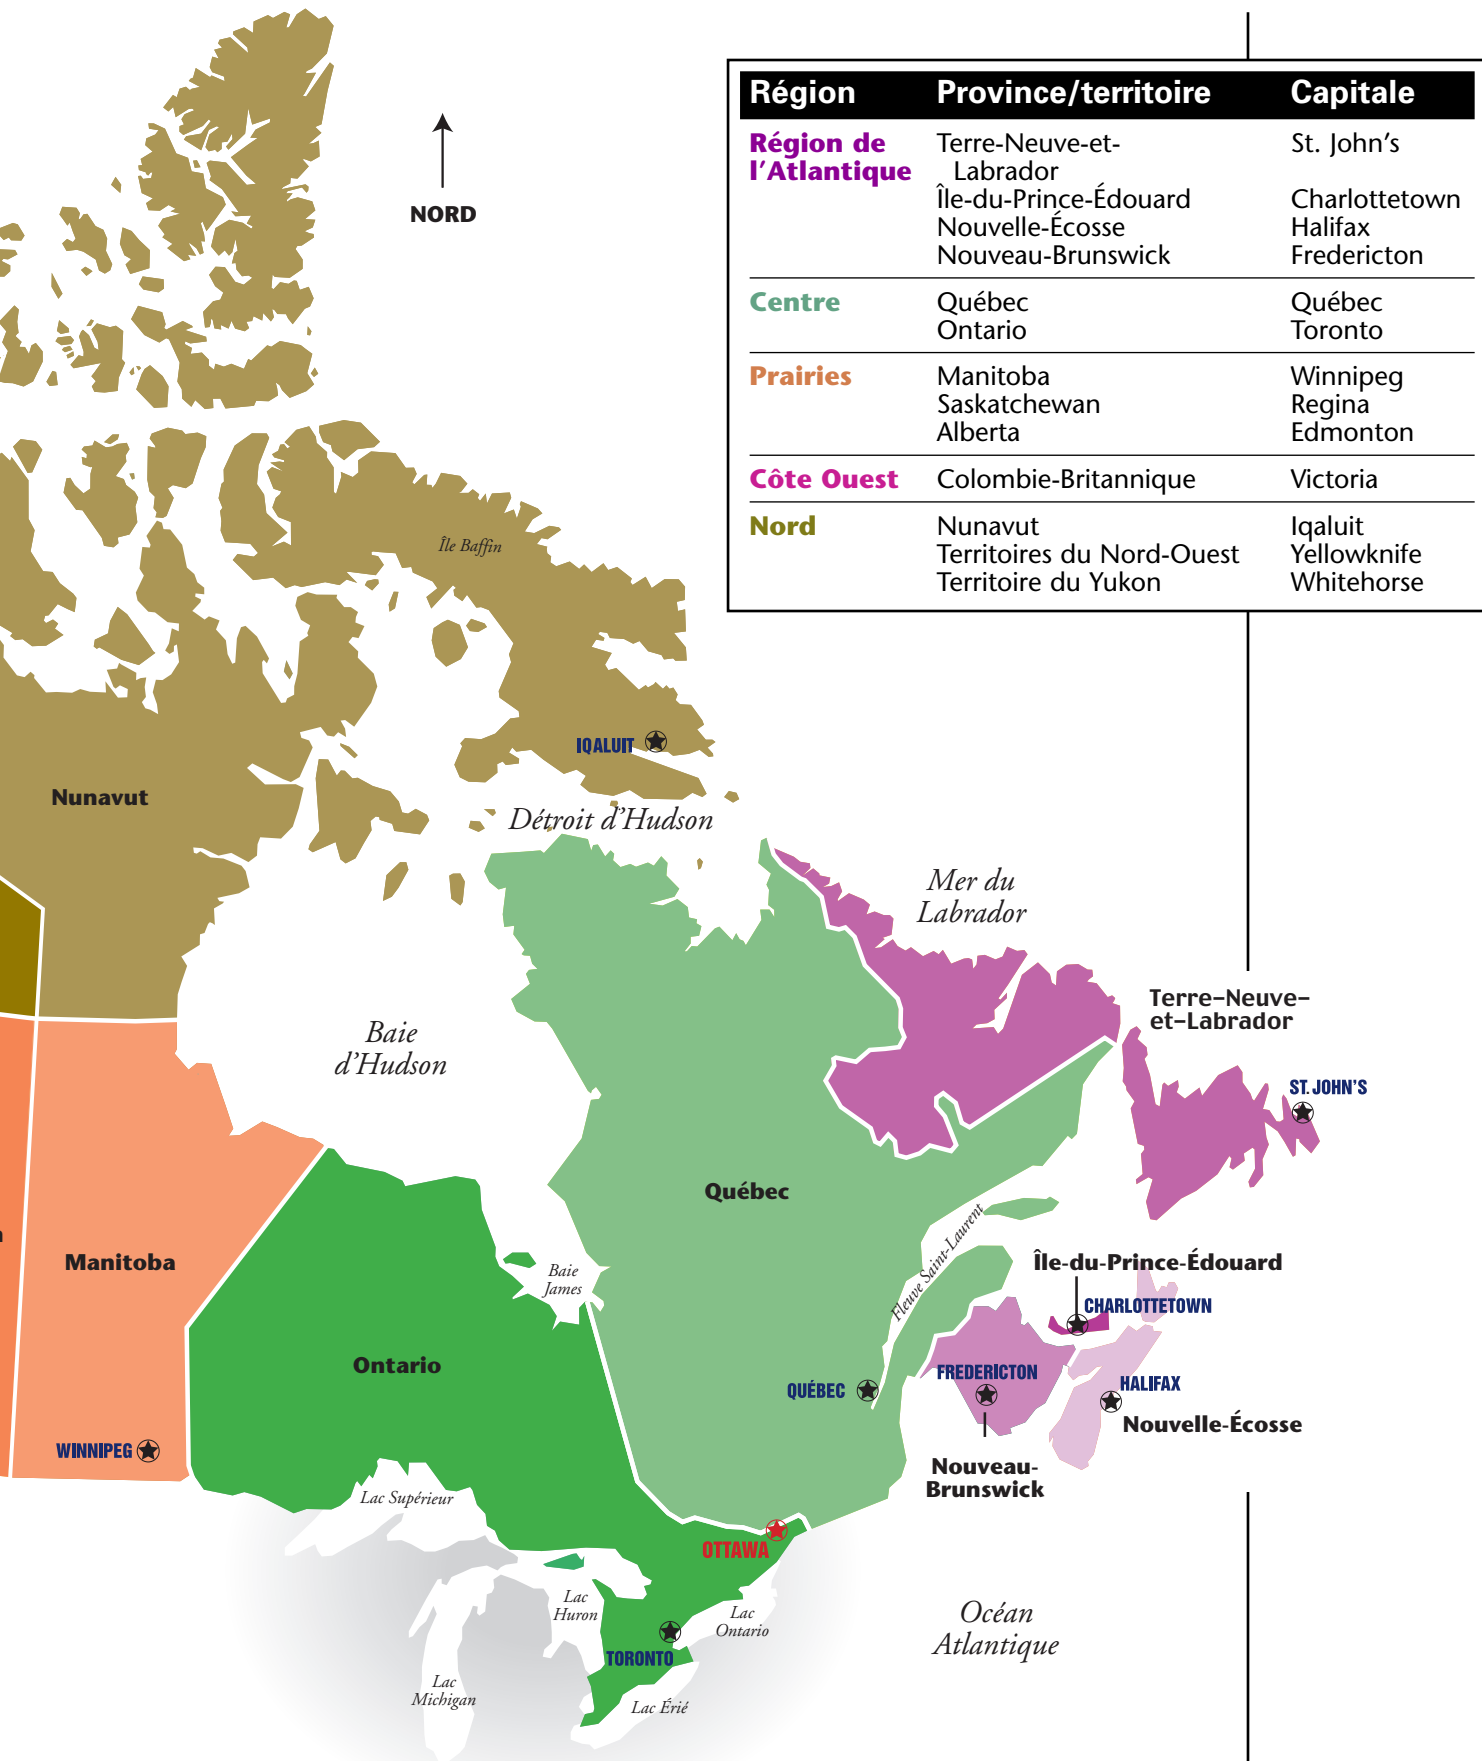 Région Province/territoire Capitale
Région de Terre-Neuve-et- St. John's
l'Atlantique Labrador
Île-du-Prince-Édouard Charlottetown
Nouvelle-Écosse Halifax
Nouveau-Brunswick Fredericton
Centre Québec Québec
Ontario Toronto
Prairies Manitoba Winnipeg
Saskatchewan Regina
Alberta Edmonton
Côte Ouest Colombie-Britannique Victoria
Nord Nunavut Iqaluit
Territoires du Nord-Ouest Yellowknife
Territoire du Yukon Whitehorse
NORD
Île Baffin
IQALUIT
Nunavut
Détroit d'Hudson
Mer du
Labrador
Terre-Neuve-
et-Labrador
Baie
d'Hudson
ST. JOHN'S
Québec
Fleuve Saint-Laurent
Manitoba
Baie
James
Île-du-Prince-Édouard
CHARLOTTETOWN
Ontario
FREDERICTON
QUÉBEC
HALIFAX
Nouvelle-Écosse
WINNIPEG
Nouveau-
Brunswick
Lac Supérieur
OTTAWA
Lac
Huron
Lac
Ontario
Océan
Atlantique
TORONTO
Lac
Michigan
Lac Érié